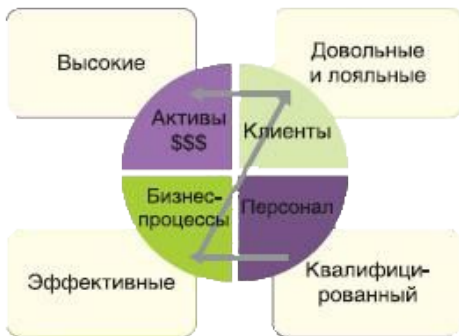 Высокие
Довольные
и лояльные
Активы
$$$
Клиенты
Бизнес-
процессы
Персонал
Эффективные
Квалифици-
рованный